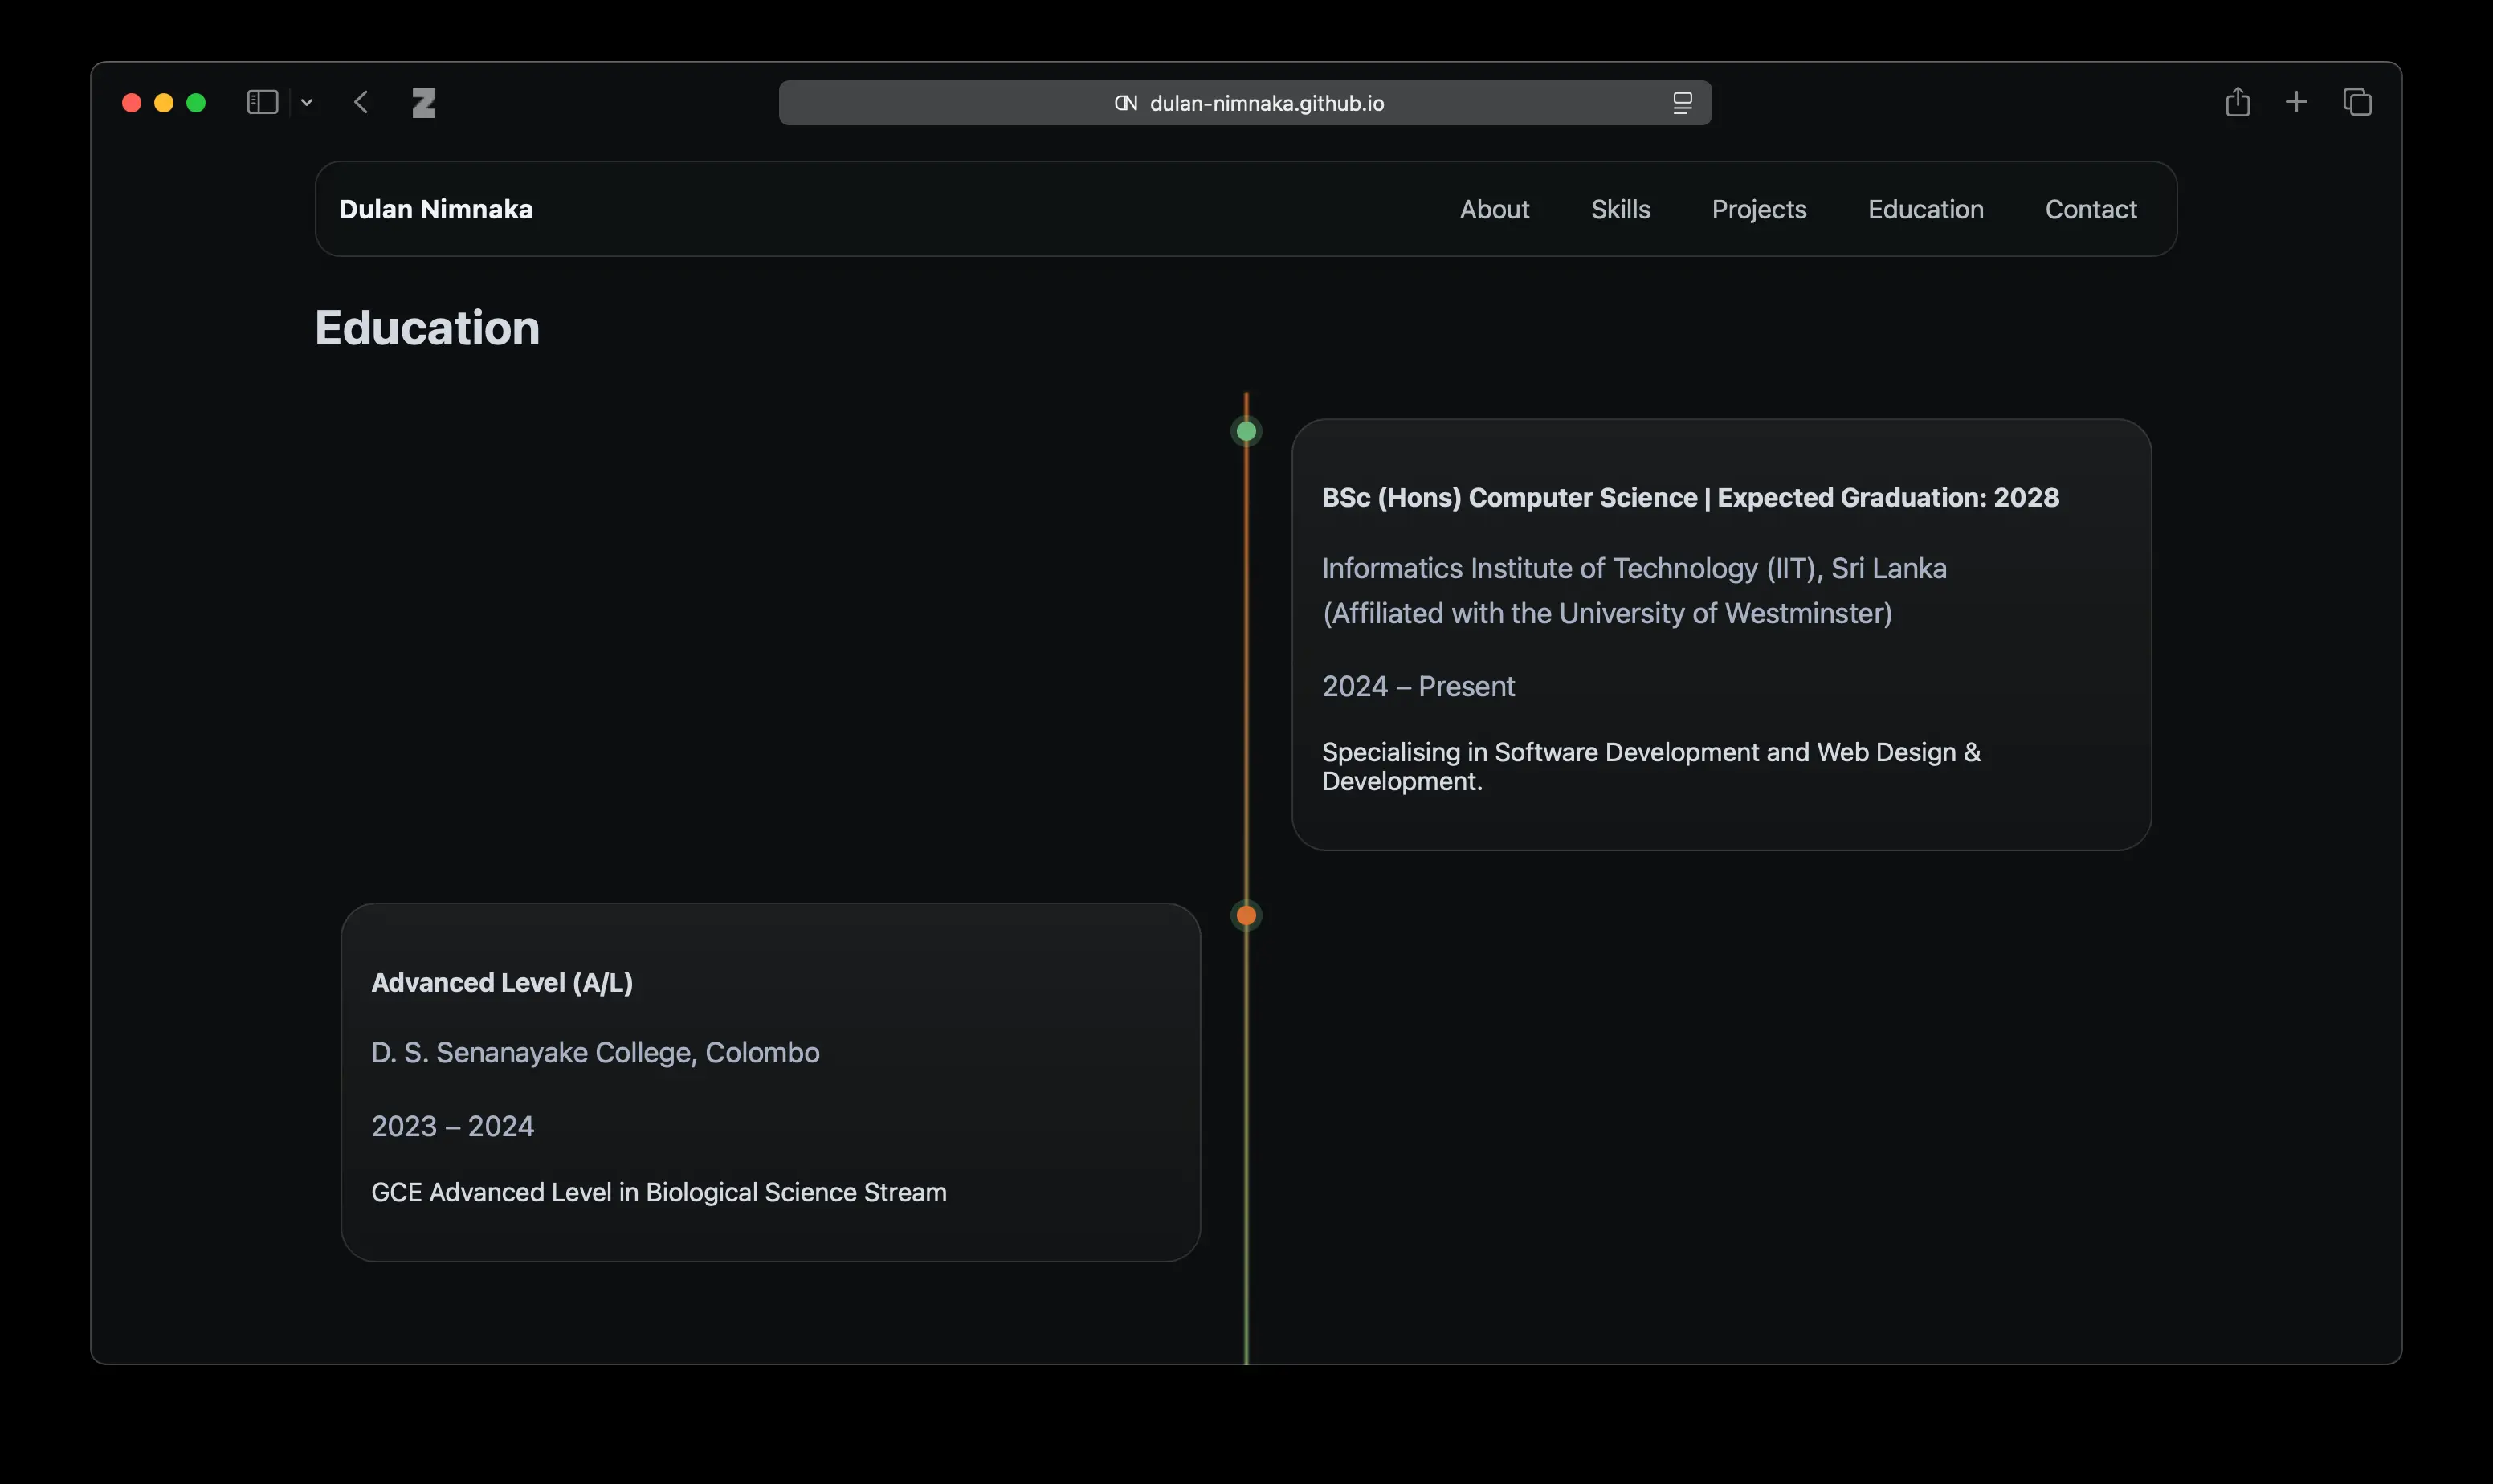 dulan-nimnaka.github.io
Dulan Nimnaka
About Skills Projects Education Contact
Education
BSc (Hons) Computer Science | Expected Graduation: 2028
Informatics Institute of Technology (IIT), Sri Lanka
(Affiliated with the University of Westminster)
2024 – Present
Specialising in Software Development and Web Design &
Development.
Advanced Level (A/L)
D. S. Senanayake College, Colombo
2023 – 2024
GCE Advanced Level in Biological Science Stream